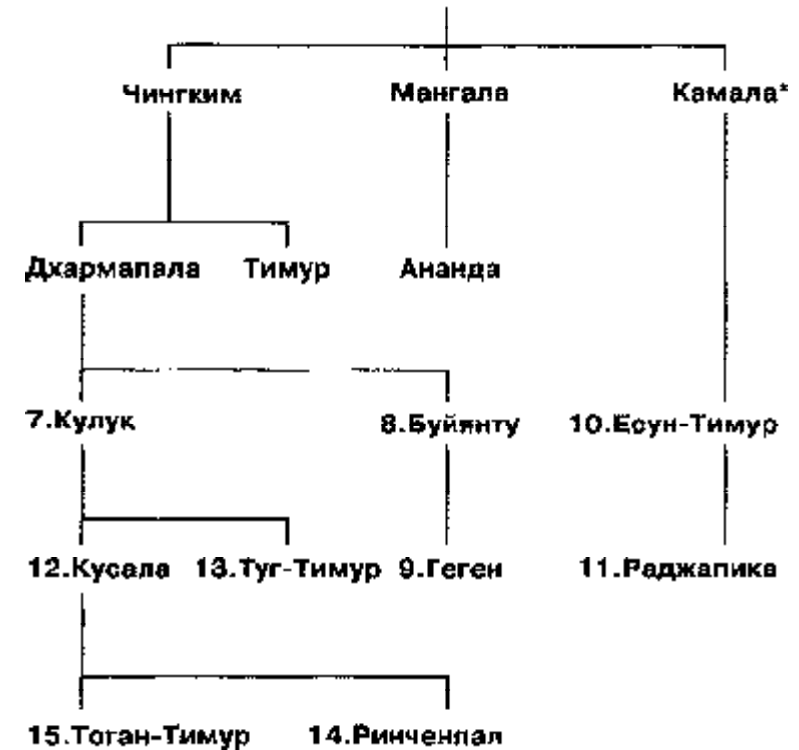 Чингким Мангала Камала*
Дхармапала Тимур Ананда
7.Кулук 8.Буйянту 10.Есун-Тимур
12.Кусала 13.Туг-Тимур 9.Геген 11.Раджапика
15.Тоган-Тимур 14.Ринченпал